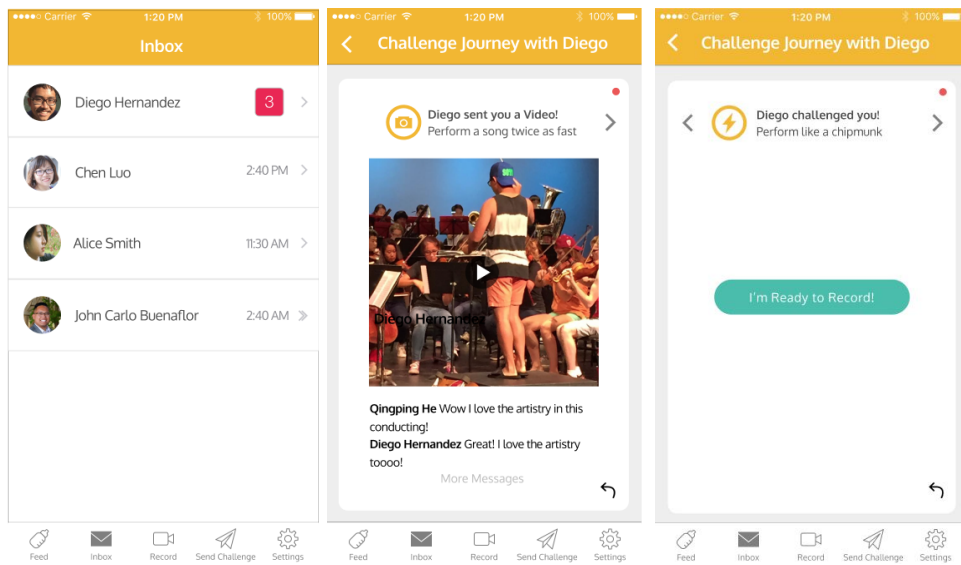 Carrier 1:20 PM 100%
Inbox
Diego Hernandez 3
Chen Luo 2:40 PM
Alice Smith 11:30 AM
John Carlo Buenaflor 2:40 AM
Feed Inbox Record Send Challenge Settings
Carrier 1:20 PM 100%
Challenge Journey with Diego
Diego sent you a Video!
Perform a song twice as fast
Diego Hernandez
Qingping He Wow I love the artistry in this
conducting!
Diego Hernandez Great! I love the artistry
toooo!
More Messages
Feed Inbox Record Send Challenge Settings
Carrier 1:20 PM 100%
Challenge Journey with Diego
Diego challenged you!
Perform like a chipmunk
I'm Ready to Record!
Feed Inbox Record Send Challenge Settings